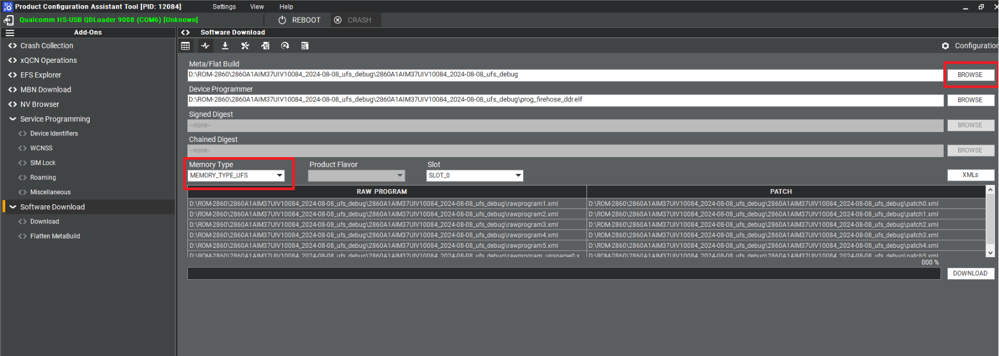 Product Configuration Assistant Tool [PID: 12084] Settings View Help
Qualcomm HS-USB QDLoader 9008 (COM6) [Unknown] REBOOT CRASH
Add-Ons
Crash Collection
xQCN Operations
EFS Explorer
MBN Download
NV Browser
Service Programming
Device Identifiers
WCNSS
SIM Lock
Roaming
Miscellaneous
Software Download
Download
Flatten MetaBuild
Software Download
Configuration
Meta/Flat Build
D:\ROM-2860\2860A1AIM37UIV10084_2024-08-08_ufs_debug\2860A1AIM37UIV10084_2024-08-08_ufs_debug BROWSE
Device Programmer
D:\ROM-2860\2860A1AIM37UIV10084_2024-08-08_ufs_debug\2860A1AIM37UIV10084_2024-08-08_ufs_debug\prog_firehose_ddr.elf BROWSE
Signed Digest
--none-- BROWSE
Chained Digest
--none-- BROWSE
Memory Type Product Flavor Slot
MEMORY_TYPE_UFS SLOT_0 XMLs
RAW PROGRAM PATCH
D:\ROM-2860\2860A1AIM37UIV10084_2024-08-08_ufs_debug\2860A1AIM37UIV10084_2024-08-08_ufs_debug\rawprogram1.xml D:\ROM-2860\2860A1AIM37UIV10084_2024-08-08_ufs_debug\2860A1AIM37UIV10084_2024-08-08_ufs_debug\patch0.xml
D:\ROM-2860\2860A1AIM37UIV10084_2024-08-08_ufs_debug\2860A1AIM37UIV10084_2024-08-08_ufs_debug\rawprogram2.xml D:\ROM-2860\2860A1AIM37UIV10084_2024-08-08_ufs_debug\2860A1AIM37UIV10084_2024-08-08_ufs_debug\patch1.xml
D:\ROM-2860\2860A1AIM37UIV10084_2024-08-08_ufs_debug\2860A1AIM37UIV10084_2024-08-08_ufs_debug\rawprogram3.xml D:\ROM-2860\2860A1AIM37UIV10084_2024-08-08_ufs_debug\2860A1AIM37UIV10084_2024-08-08_ufs_debug\patch2.xml
D:\ROM-2860\2860A1AIM37UIV10084_2024-08-08_ufs_debug\2860A1AIM37UIV10084_2024-08-08_ufs_debug\rawprogram4.xml D:\ROM-2860\2860A1AIM37UIV10084_2024-08-08_ufs_debug\2860A1AIM37UIV10084_2024-08-08_ufs_debug\patch3.xml
D:\ROM-2860\2860A1AIM37UIV10084_2024-08-08_ufs_debug\2860A1AIM37UIV10084_2024-08-08_ufs_debug\rawprogram5.xml D:\ROM-2860\2860A1AIM37UIV10084_2024-08-08_ufs_debug\2860A1AIM37UIV10084_2024-08-08_ufs_debug\patch4.xml
D:\ROM-2860\2860A1AIM37UIV10084_2024-08-08_ufs_debug\2860A1AIM37UIV10084_2024-08-08_ufs_debug\rawprogram_unsparse0.x D:\ROM-2860\2860A1AIM37UIV10084_2024-08-08_ufs_debug\2860A1AIM37UIV10084_2024-08-08_ufs_debug\patch5.xml
000 %
DOWNLOAD